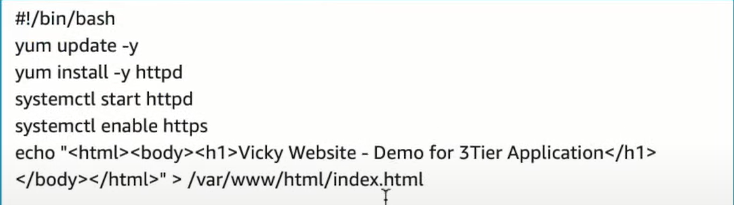 #!/bin/bash
yum update -y
yum install -y httpd
systemctl start httpd
systemctl enable https
echo "<html><body><h1>Vicky Website - Demo for 3Tier Application</h1>
</body></html>" > /var/www/html/index.html